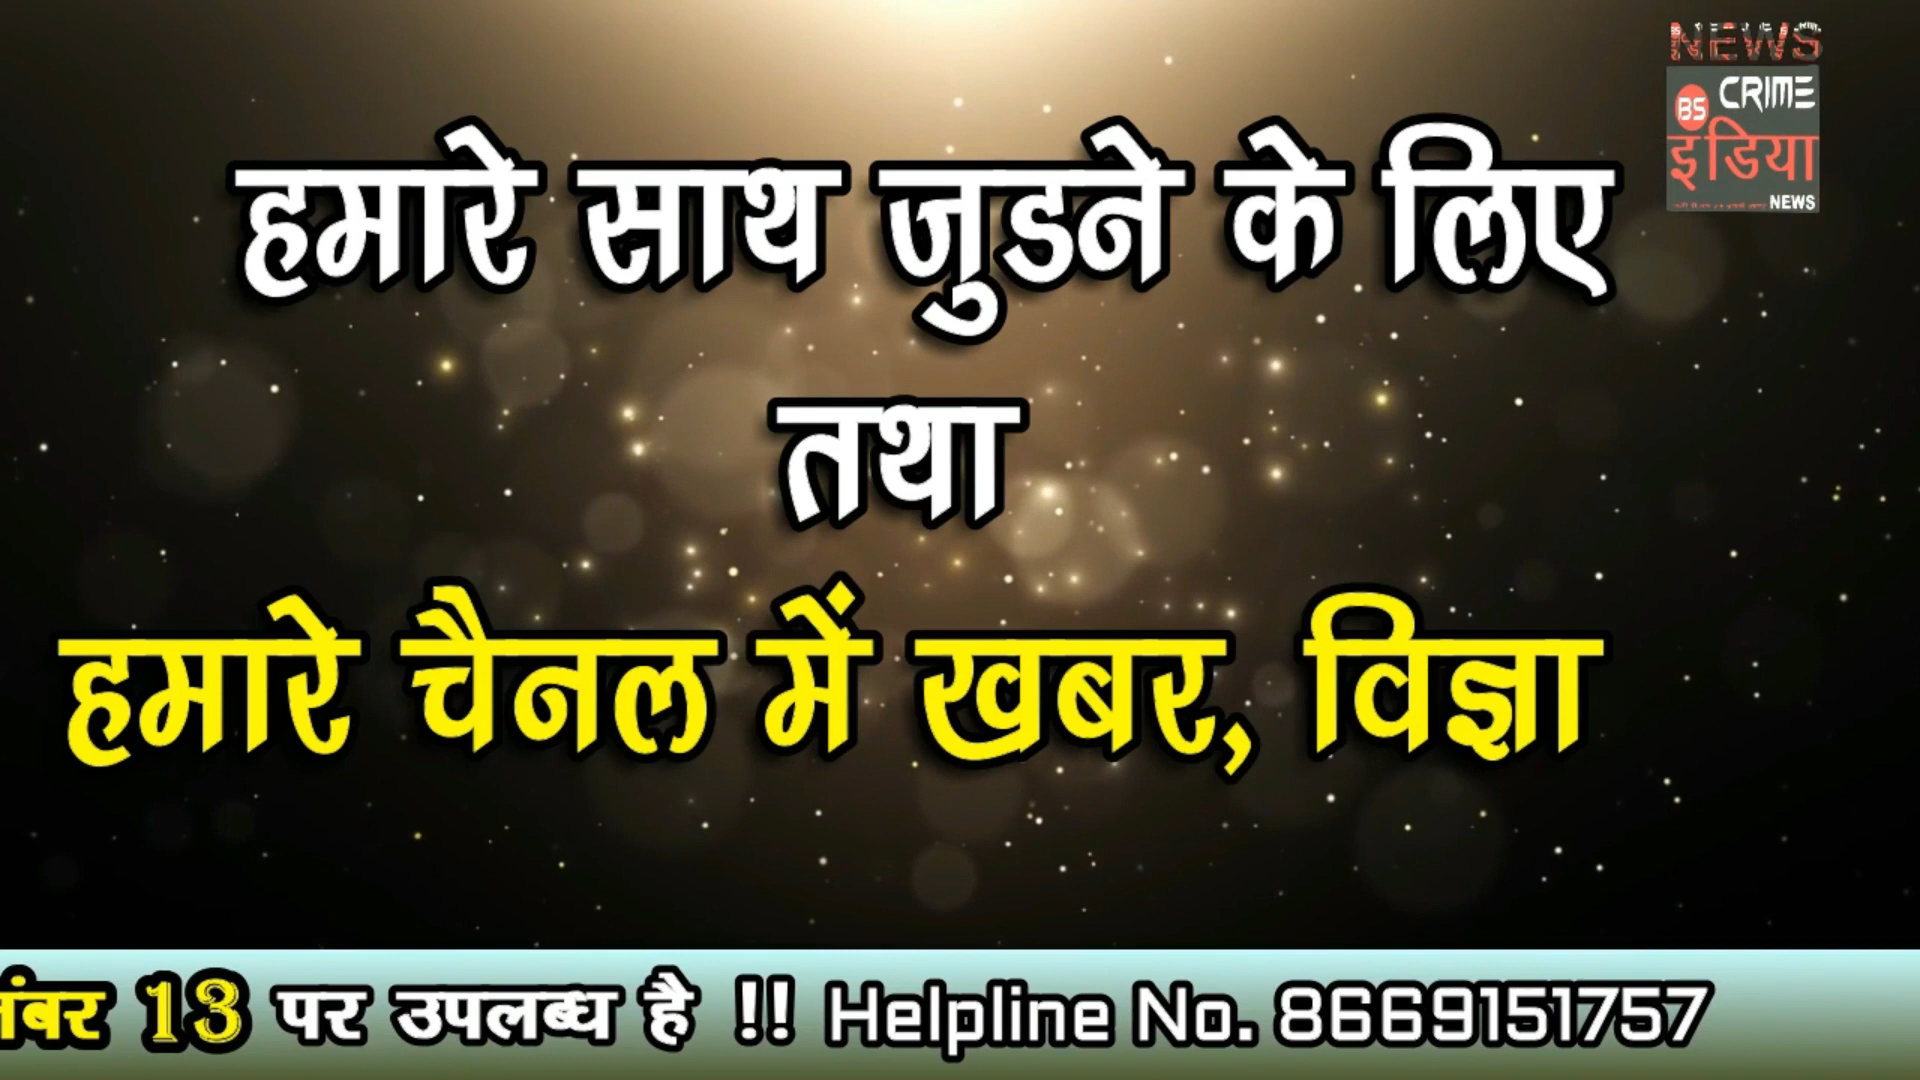 NEWS
BS CRIME
इंडिया
NEWS
हमारे साथ जुडने के लिए
तथा
हमारे चैनल में खबर, विज्ञा
नंबर 13 पर उपलब्ध है !! Helpline No. 8669151757